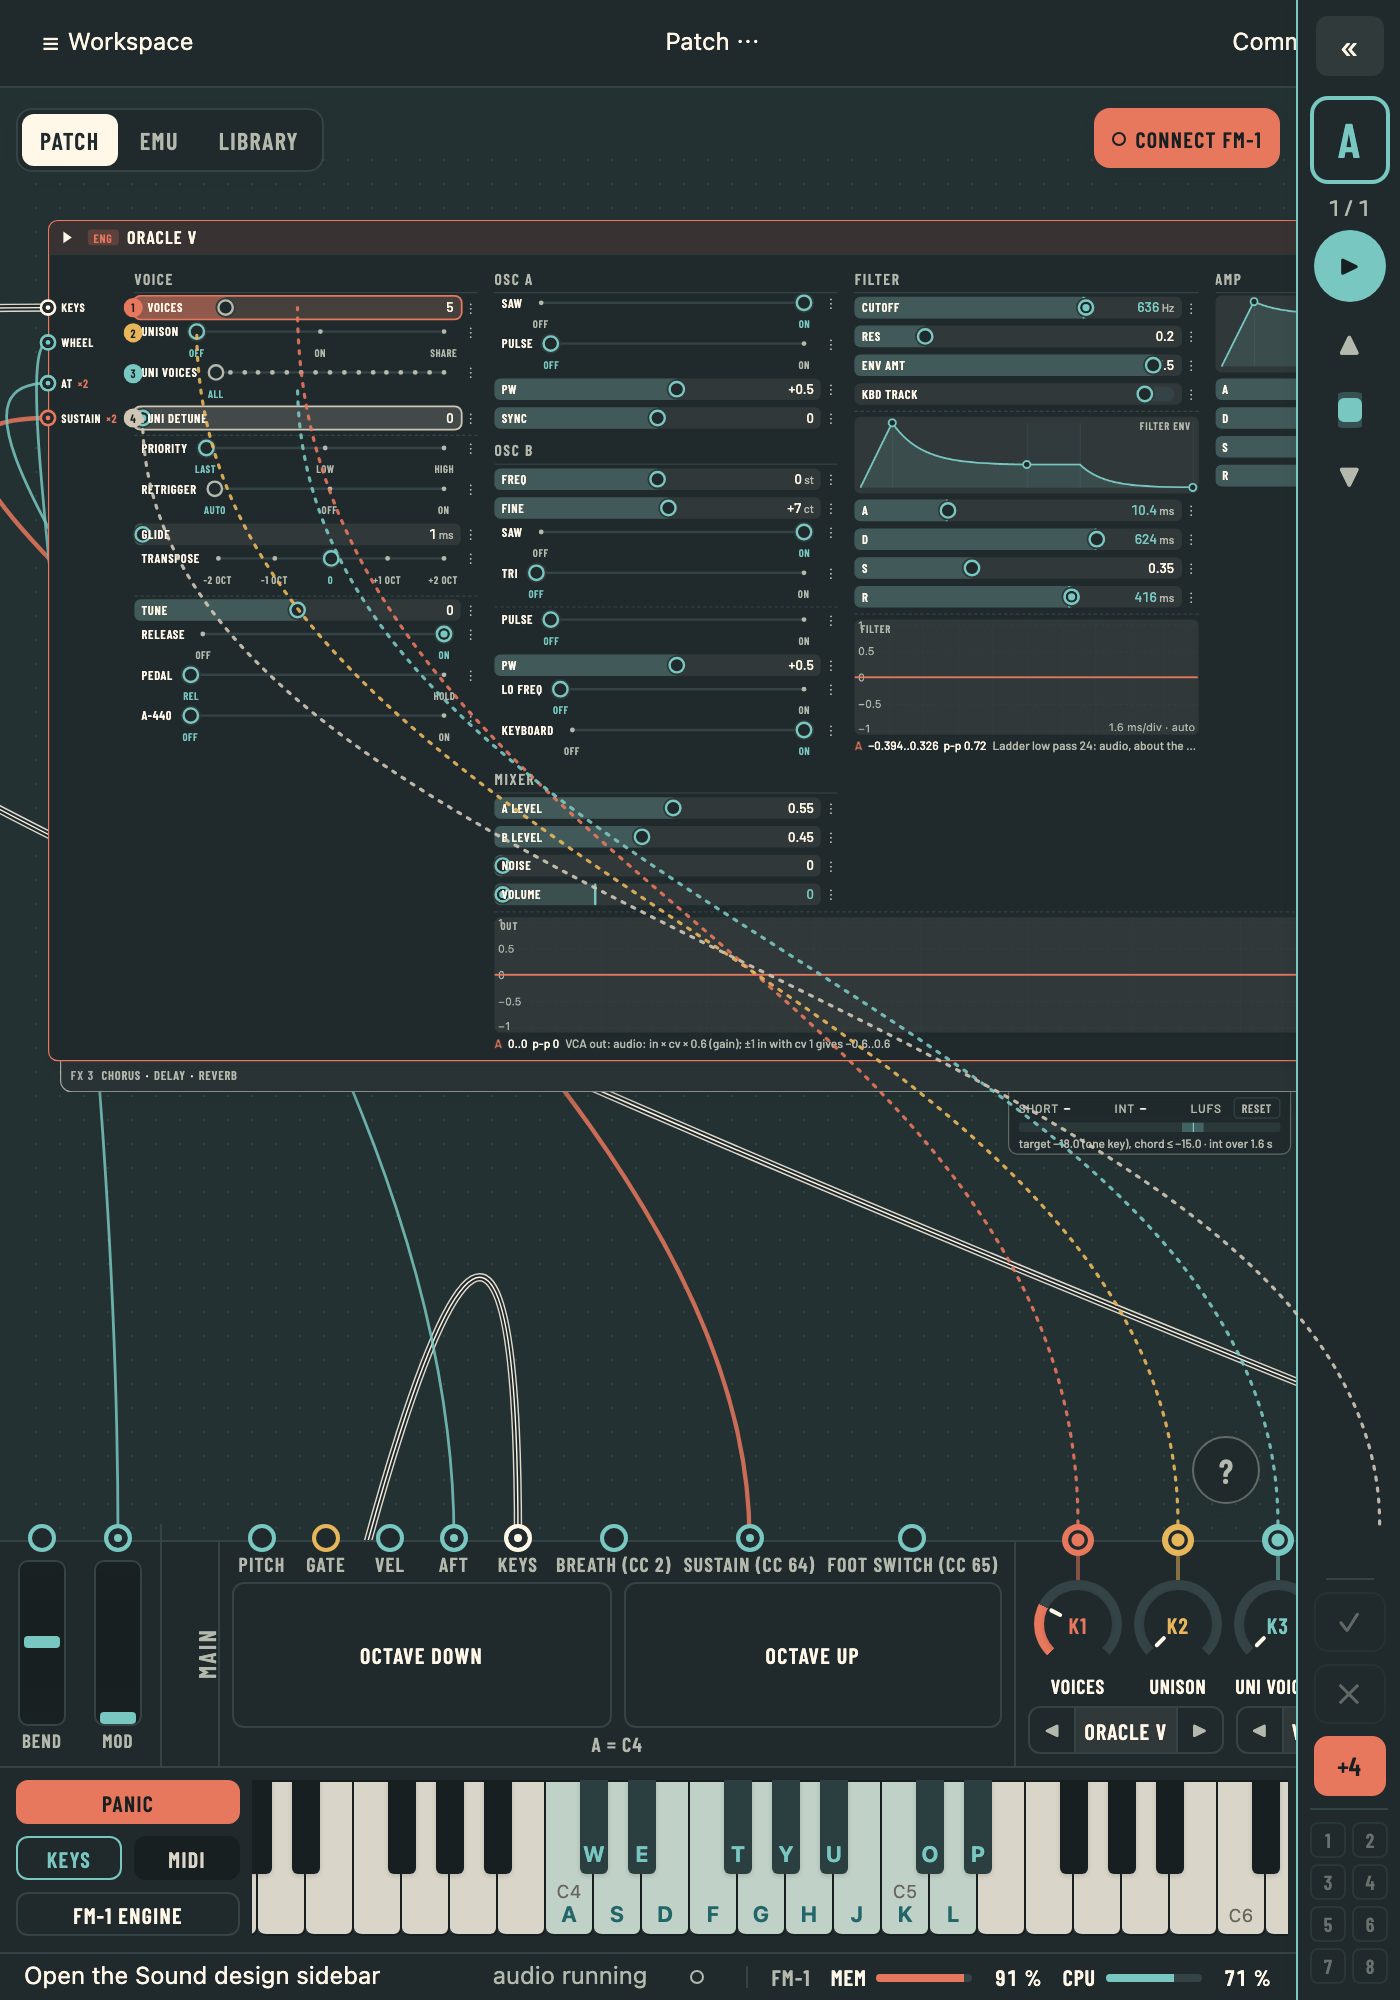 ≡ Workspace
Patch ···
Comm
«
PATCH
EMU
LIBRARY
CONNECT FM-1
A
1 / 1
ENG ORACLE V
VOICE
OSC A
FILTER
AMP
KEYS
WHEEL
AT ×2
SUSTAIN ×2
1 VOICES 5
2 UNISON
OFF ON SHARE
3 UNI VOICES
ALL
4 UNI DETUNE 0
PRIORITY
LAST LOW HIGH
RETRIGGER
AUTO OFF ON
GLIDE 1 ms
TRANSPOSE
-2 OCT -1 OCT 0 +1 OCT +2 OCT
TUNE 0
RELEASE
OFF ON
PEDAL
REL HOLD
A-440
OFF ON
SAW
OFF ON
PULSE
OFF ON
PW +0.5
SYNC 0
OSC B
FREQ 0 st
FINE +7 ct
SAW
OFF ON
TRI
OFF ON
PULSE
OFF ON
PW +0.5
LO FREQ
OFF ON
KEYBOARD
OFF ON
MIXER
A LEVEL 0.55
B LEVEL 0.45
NOISE 0
VOLUME 0
CUTOFF 636 Hz
RES 0.2
ENV AMT .5
KBD TRACK
FILTER ENV
A 10.4 ms
D 624 ms
S 0.35
R 416 ms
1
FILTER
0.5
0
−0.5
−1
1.6 ms/div · auto
A −0.394..0.326 p-p 0.72 Ladder low pass 24: audio, about the ...
A
D
S
R
1
OUT
0.5
0
−0.5
−1
A 0..0 p-p 0 VCA out: audio: in × cv × 0.6 (gain); ±1 in with cv 1 gives −0.6..0.6
FX 3 CHORUS · DELAY · REVERB
SHORT –
INT –
LUFS
RESET
target −18.0 (one key), chord ≤ −15.0 · int over 1.6 s
?
PITCH
GATE
VEL
AFT
KEYS
BREATH (CC 2)
SUSTAIN (CC 64)
FOOT SWITCH (CC 65)
MAIN
OCTAVE DOWN
OCTAVE UP
A = C4
BEND
MOD
K1
K2
K3
VOICES
UNISON
UNI VOIC
ORACLE V
+4
PANIC
KEYS
MIDI
FM-1 ENGINE
W E T Y U O P
C4 C5 C6
A S D F G H J K L
1 2
3 4
5 6
7 8
Open the Sound design sidebar
audio running
FM-1
MEM 91 %
CPU 71 %